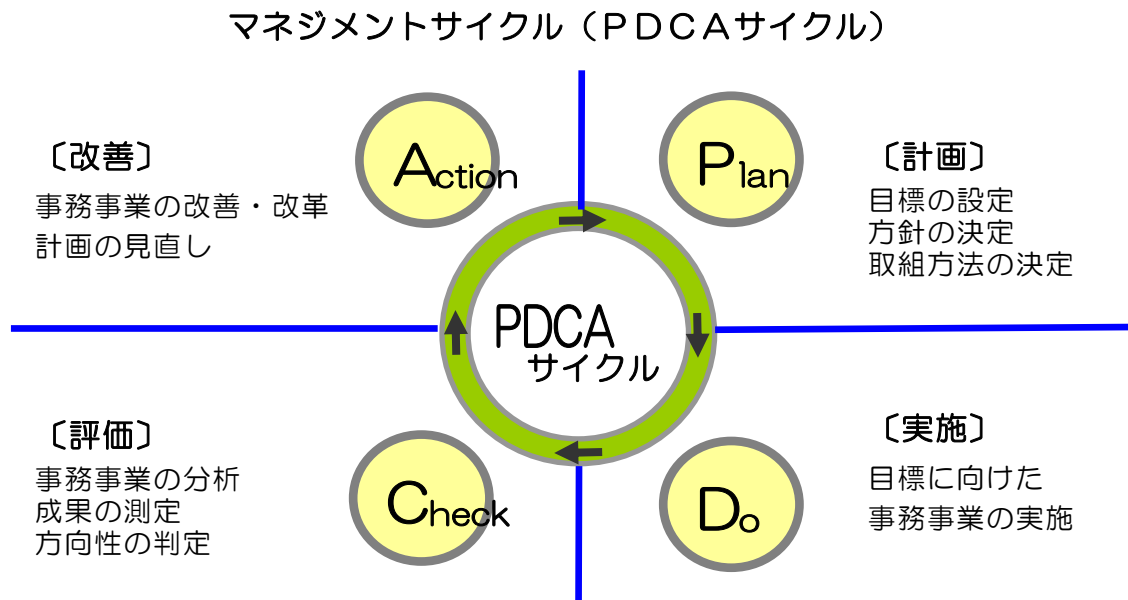 マネジメントサイクル（ＰＤＣＡサイクル）
Action
〔改善〕
事務事業の改善・改革
計画の見直し
Plan
〔計画〕
目標の設定
方針の決定
取組方法の決定
PDCA
サイクル
〔評価〕
事務事業の分析
成果の測定
方向性の判定
Check
Do
〔実施〕
目標に向けた
事務事業の実施